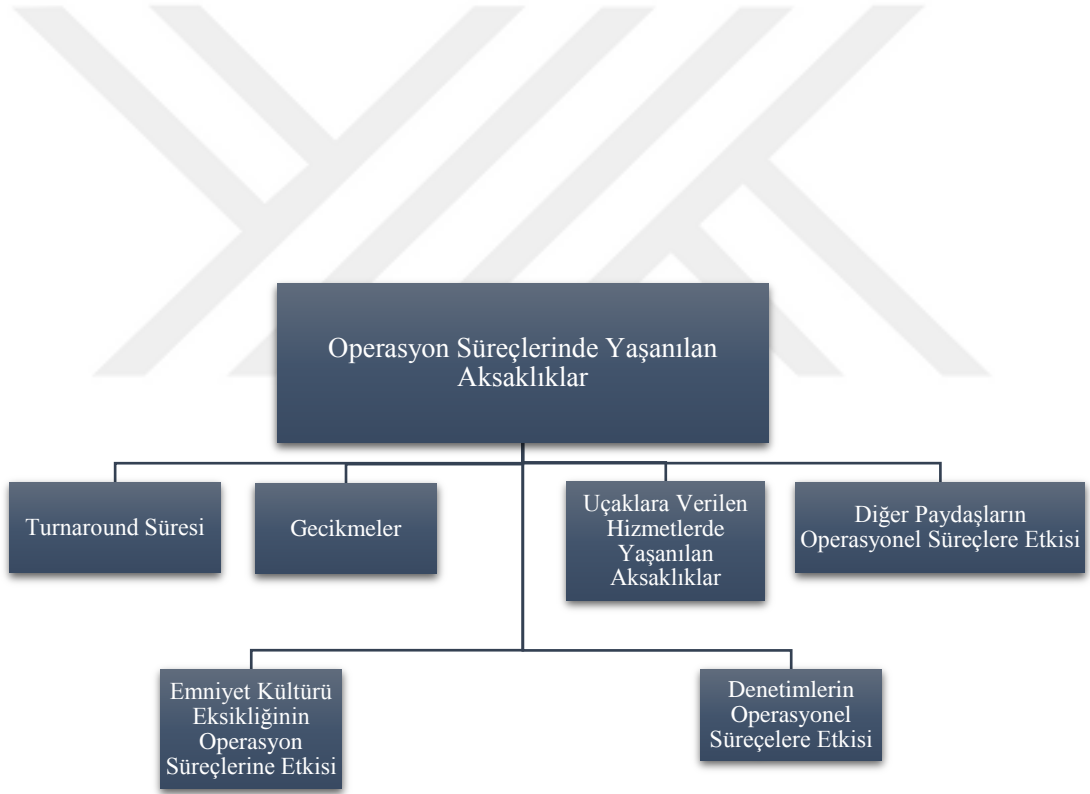 Operasyon Süreçlerinde Yaşanılan
Aksaklıklar
Turnaround Süresi
Gecikmeler
Uçaklara Verilen
Hizmetlerde
Yaşanılan
Aksaklıklar
Diğer Paydaşların
Operasyonel Süreçlere Etkisi
Emniyet Kültürü
Eksikliğinin
Operasyon
Süreçlerine Etkisi
Denetimlerin
Operasyonel
Süreçelere Etkisi